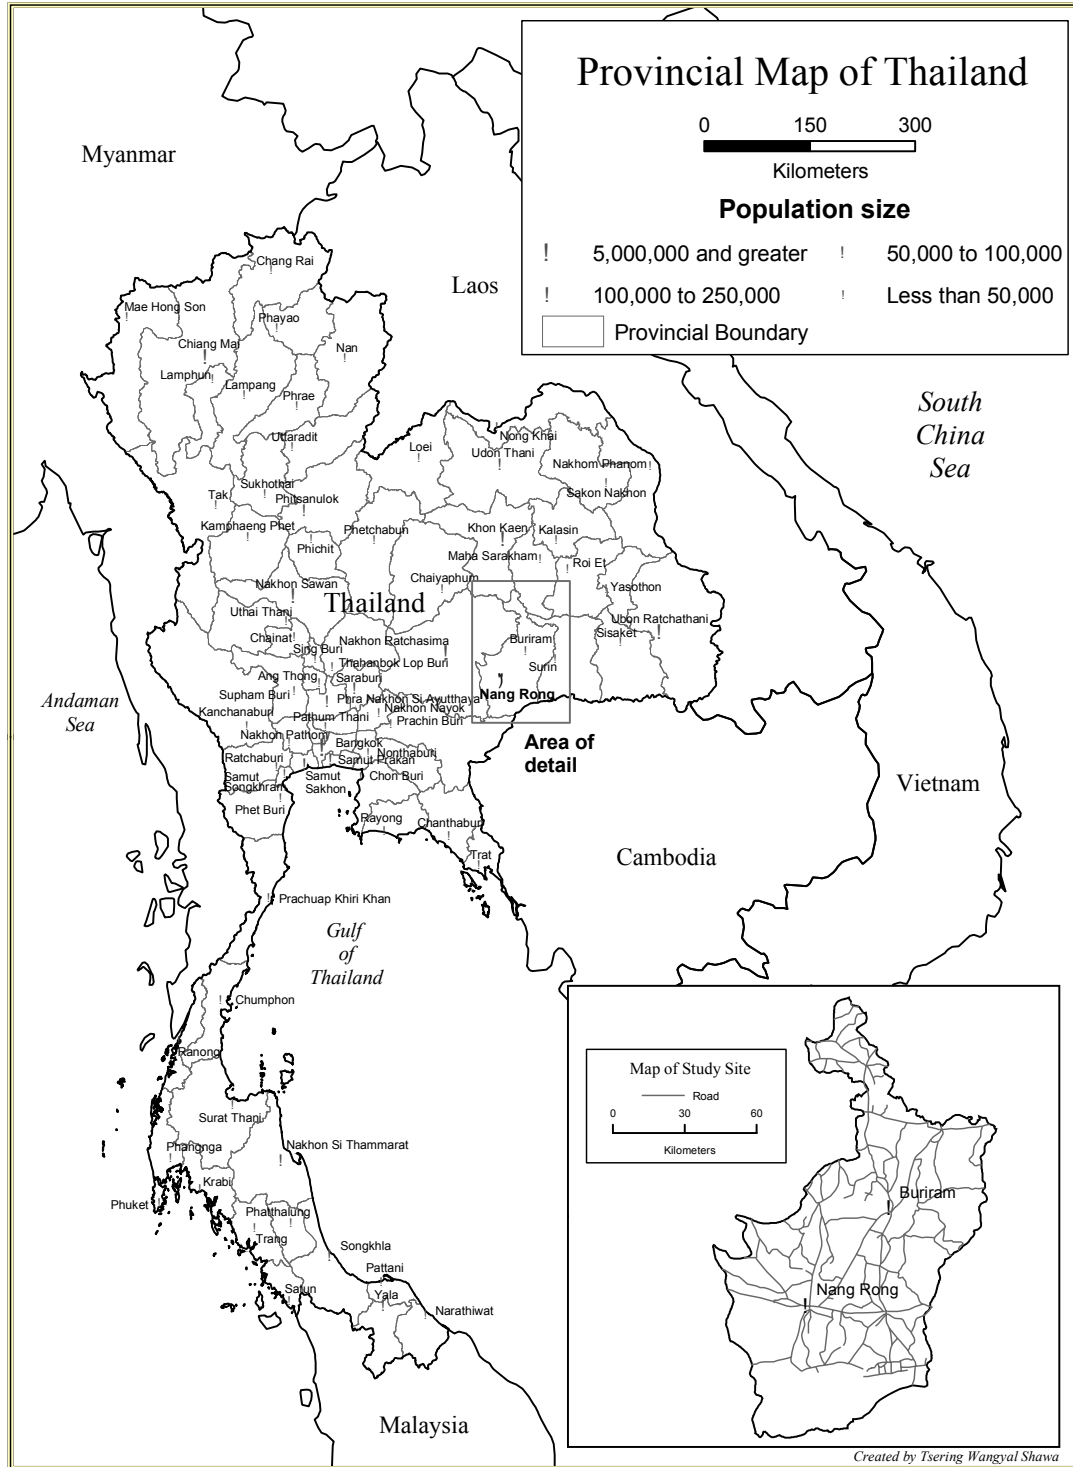 Provincial Map of Thailand
0 150 300
Kilometers
Population size
! 5,000,000 and greater
! 50,000 to 100,000
! 100,000 to 250,000
! Less than 50,000
Provincial Boundary
Myanmar
Laos
South
China
Sea
Chang Rai
Mae Hong Son
Phayao
Chiang Mai
Nan
Lamphun
Lampang
Phrae
Uttaradit
Loei
Nong Khai
Udon Thani
Nakhom Phanom
Sakon Nakhon
Sukhothai
Tak
Phitsanulok
Kamphaeng Phet
Phetchabun
Khon Kaen
Kalasin
Phichit
Maha Sarakham
Roi Et
Chaiyaphum
Nakhon Sawan
Yasothon
Thailand
Uthai Thani
Ubon Ratchathani
Chainat
Sisaket
Buriram
Nakhon Ratchasima
Sing Buri
Thahanbok Lop Buri
Surin
Ang Thong
Saraburi
Supham Buri
Phra Nakhon Si Ayutthaya
Nang Rong
Kanchanaburi
Nakhon Nayok
Pathum Thani
Prachin Buri
Andaman
Sea
Nakhon Pathom
Bangkok
Nonthaburi
Area of
detail
Ratchaburi
Samut Prakan
Samut
Songkhram
Samut
Sakhon
Chon Buri
Vietnam
Phet Buri
Rayong
Chanthaburi
Trat
Cambodia
Prachuap Khiri Khan
Gulf
of
Thailand
Chumphon
Ranong
Surat Thani
Nakhon Si Thammarat
Phangnga
Krabi
Phuket
Phatthalung
Trang
Songkhla
Pattani
Satun
Yala
Narathiwat
Malaysia
Map of Study Site
Road
0 30 60
Kilometers
Buriram
Nang Rong
Created by Tsering Wangyal Shawa